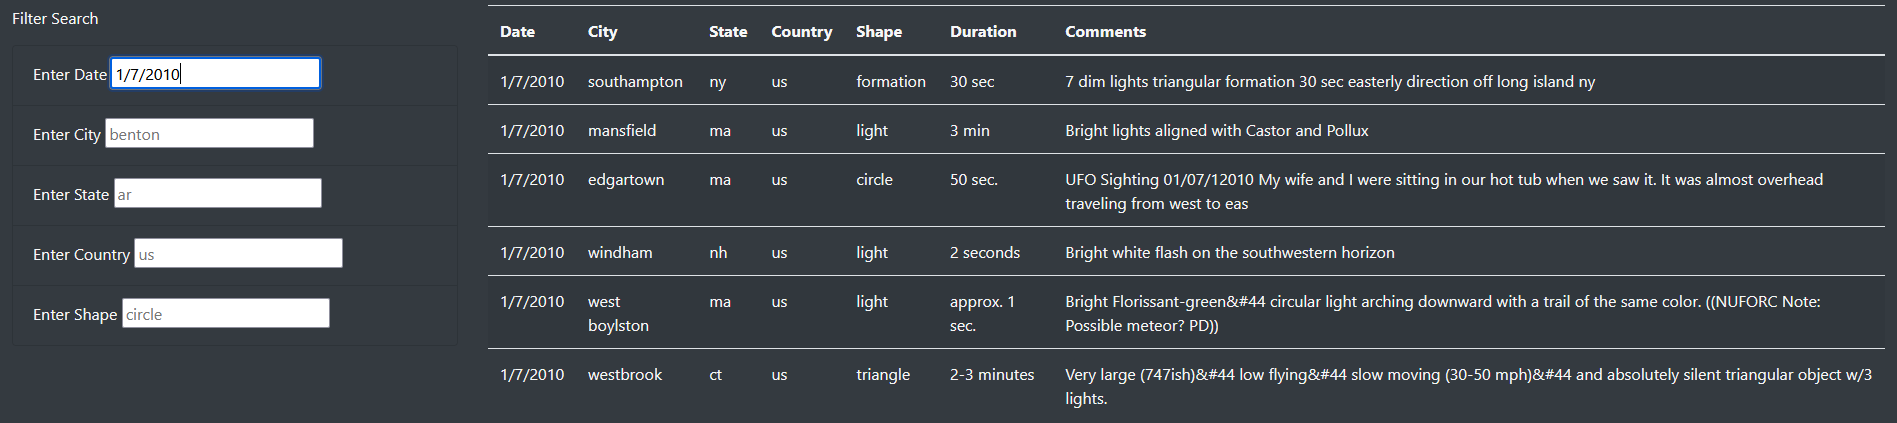 Filter Search
Enter Date 1/7/2010
Enter City benton
Enter State ar
Enter Country us
Enter Shape circle
Date City State Country Shape Duration Comments
1/7/2010 southampton ny us formation 30 sec 7 dim lights triangular formation 30 sec easterly direction off long island ny
1/7/2010 mansfield ma us light 3 min Bright lights aligned with Castor and Pollux
1/7/2010 edgartown ma us circle 50 sec. UFO Sighting 01/07/12010 My wife and I were sitting in our hot tub when we saw it. It was almost overhead
traveling from west to eas
1/7/2010 windham nh us light 2 seconds Bright white flash on the southwestern horizon
1/7/2010 west ma us light approx. 1 Bright Florissant-green&#44 circular light arching downward with a trail of the same color. ((NUFORC Note:
boylston sec. Possible meteor? PD))
1/7/2010 westbrook ct us triangle 2-3 minutes Very large (747ish)&#44 low flying&#44 slow moving (30-50 mph)&#44 and absolutely silent triangular object w/3
lights.